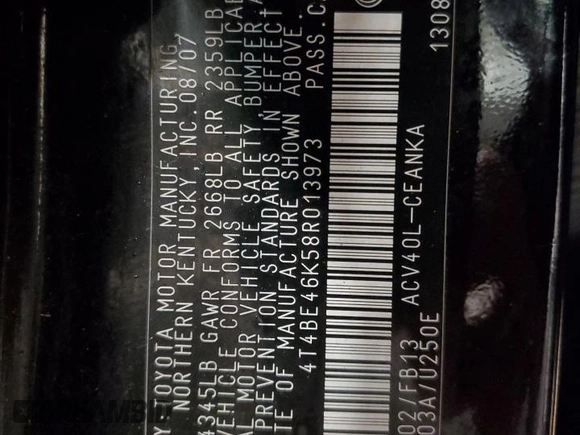 Y TOYOTA MOTOR MANUFACTURING,
NORTHERN KENTUCKY, INC. 08/07
4345LB GAWR FR 2668LB RR 2359LB
VEHICLE CONFORMS TO ALL APPLICAB
AL MOTOR VEHICLE SAFETY, BUMPER, A
PREVENTION STANDARDS IN EFFECT
TE OF MANUFACTURE SHOWN ABOVE.
4T4BE46K58R013973 PASS.CA
1308
ACV40L-CEANKA
02/FB13
03A/U250E